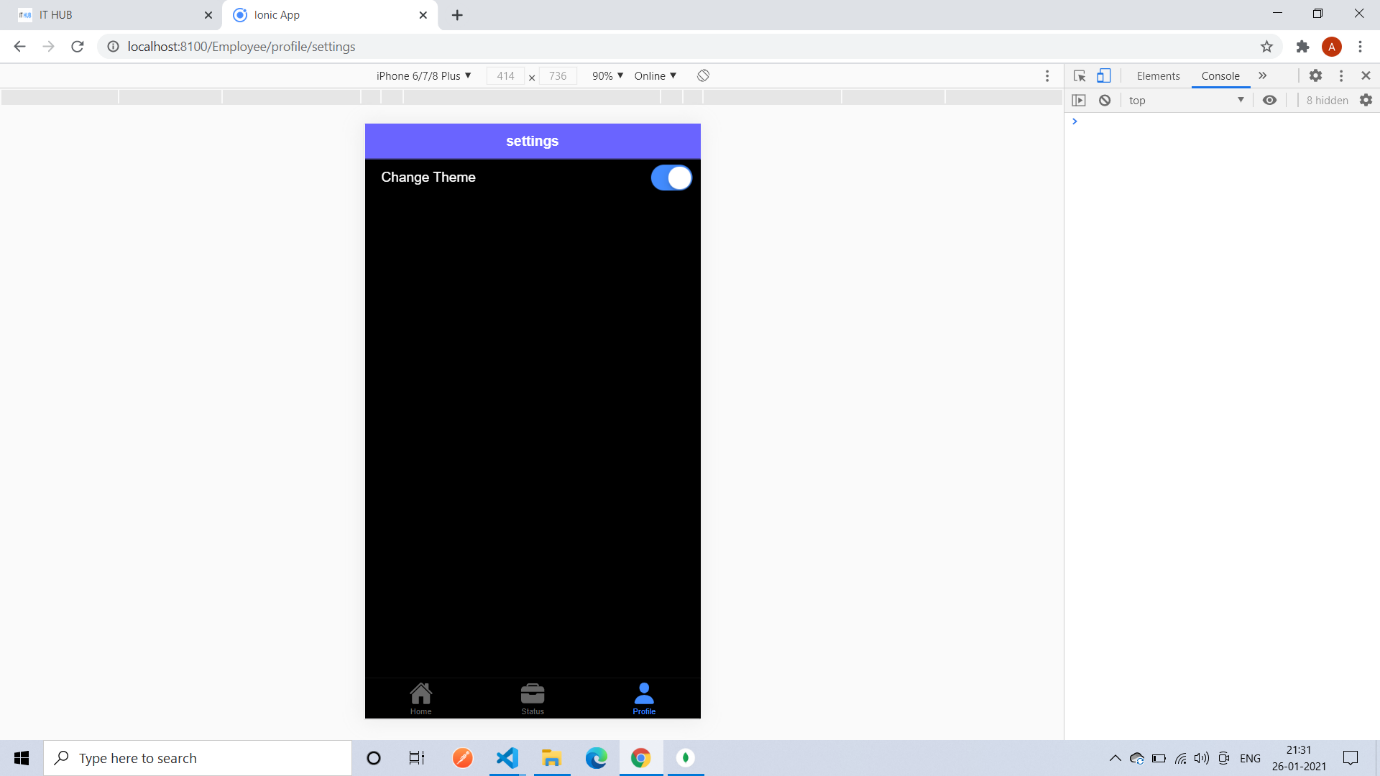 IT HUB
Ionic App
localhost:8100/Employee/profile/settings
A
iPhone 6/7/8 Plus ▼ 414 x 736 90% ▼ Online ▼
Elements Console »
top ▼ 8 hidden
›
settings
Change Theme
Home Status Profile
Type here to search
ENG
21:31
26-01-2021